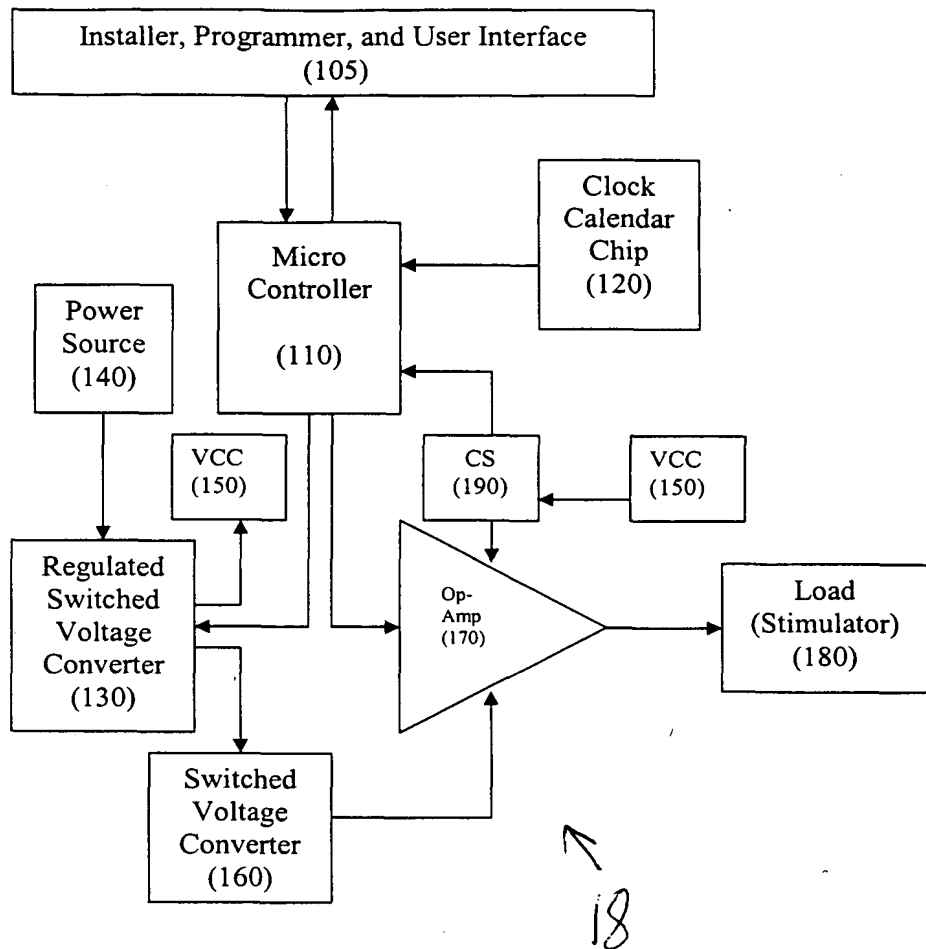 Installer, Programmer, and User Interface
(105)
Clock
Calendar
Chip
(120)
Micro
Controller
(110)
Power
Source
(140)
VCC
(150)
CS
(190)
VCC
(150)
Regulated
Switched
Voltage
Converter
(130)
Op-
Amp
(170)
Load
(Stimulator)
(180)
Switched
Voltage
Converter
(160)
18